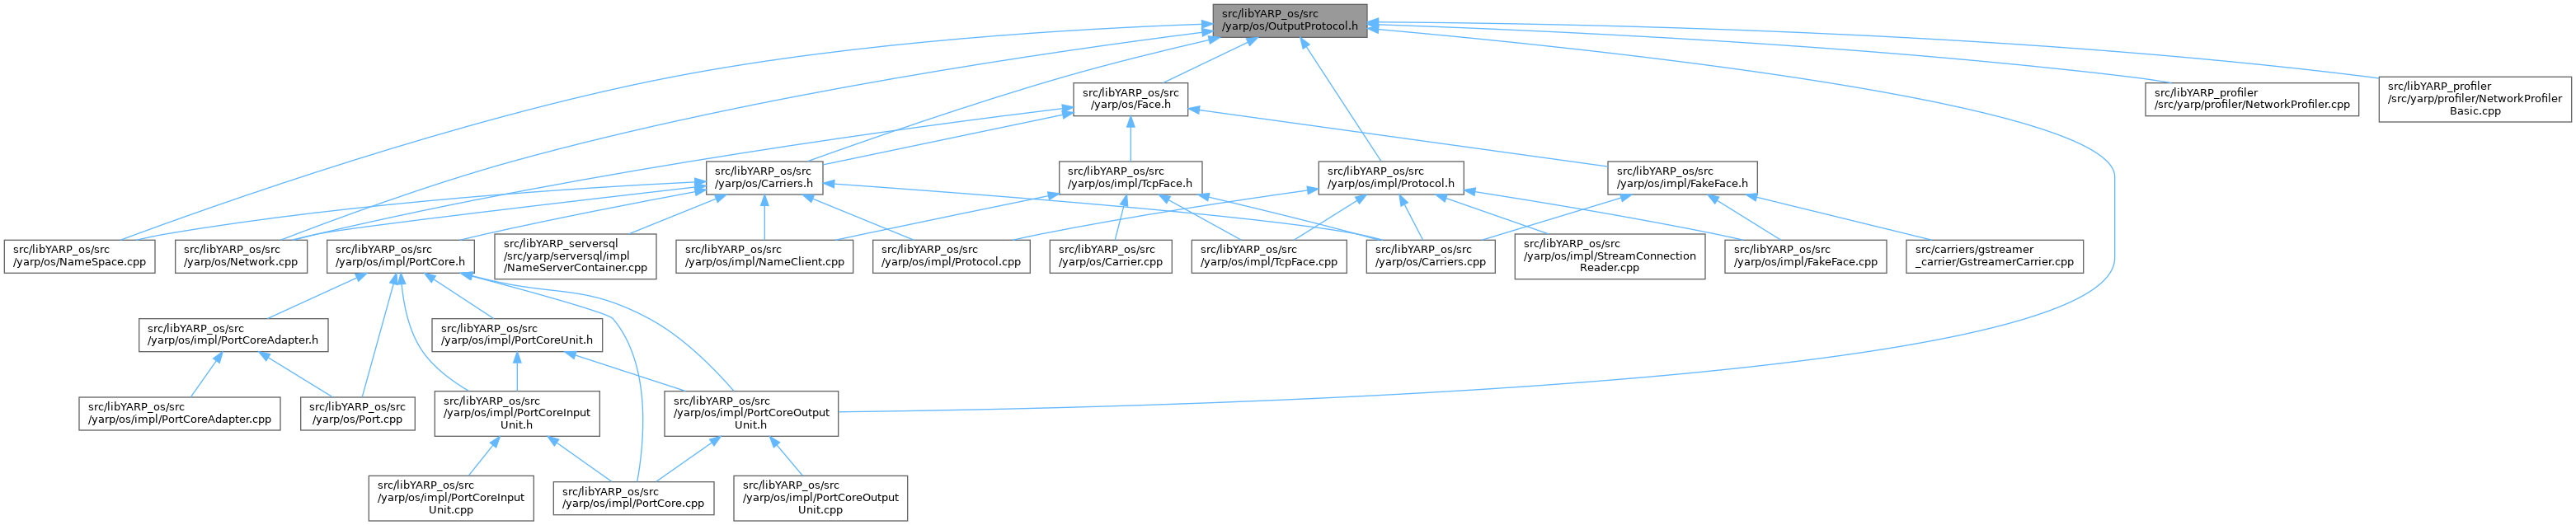 src/libYARP_os/src
/yarp/os/OutputProtocol.h
src/libYARP_os/src
/yarp/os/Face.h
src/libYARP_profiler
/src/yarp/profiler/NetworkProfiler.cpp
src/libYARP_profiler
/src/yarp/profiler/NetworkProfiler
Basic.cpp
src/libYARP_os/src
/yarp/os/Carriers.h
src/libYARP_os/src
/yarp/os/impl/TcpFace.h
src/libYARP_os/src
/yarp/os/impl/Protocol.h
src/libYARP_os/src
/yarp/os/impl/FakeFace.h
src/libYARP_os/src
/yarp/os/NameSpace.cpp
src/libYARP_os/src
/yarp/os/Network.cpp
src/libYARP_os/src
/yarp/os/impl/PortCore.h
src/libYARP_serversql
/src/yarp/serversql/impl
/NameServerContainer.cpp
src/libYARP_os/src
/yarp/os/impl/NameClient.cpp
src/libYARP_os/src
/yarp/os/impl/Protocol.cpp
src/libYARP_os/src
/yarp/os/Carrier.cpp
src/libYARP_os/src
/yarp/os/impl/TcpFace.cpp
src/libYARP_os/src
/yarp/os/Carriers.cpp
src/libYARP_os/src
/yarp/os/impl/StreamConnection
Reader.cpp
src/libYARP_os/src
/yarp/os/impl/FakeFace.cpp
src/carriers/gstreamer
_carrier/GstreamerCarrier.cpp
src/libYARP_os/src
/yarp/os/impl/PortCoreAdapter.h
src/libYARP_os/src
/yarp/os/impl/PortCoreUnit.h
src/libYARP_os/src
/yarp/os/impl/PortCoreAdapter.cpp
src/libYARP_os/src
/yarp/os/Port.cpp
src/libYARP_os/src
/yarp/os/impl/PortCoreInput
Unit.h
src/libYARP_os/src
/yarp/os/impl/PortCoreOutput
Unit.h
src/libYARP_os/src
/yarp/os/impl/PortCoreInput
Unit.cpp
src/libYARP_os/src
/yarp/os/impl/PortCore.cpp
src/libYARP_os/src
/yarp/os/impl/PortCoreOutput
Unit.cpp